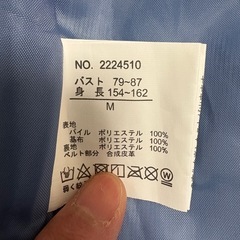 NO. 2224510
バスト 79~87
身 長 154~162
M
表地
パイル ポリエステル 100%
基布 ポリエステル 100%
裏地 ポリエステル 100%
ベルト部分 合成皮革